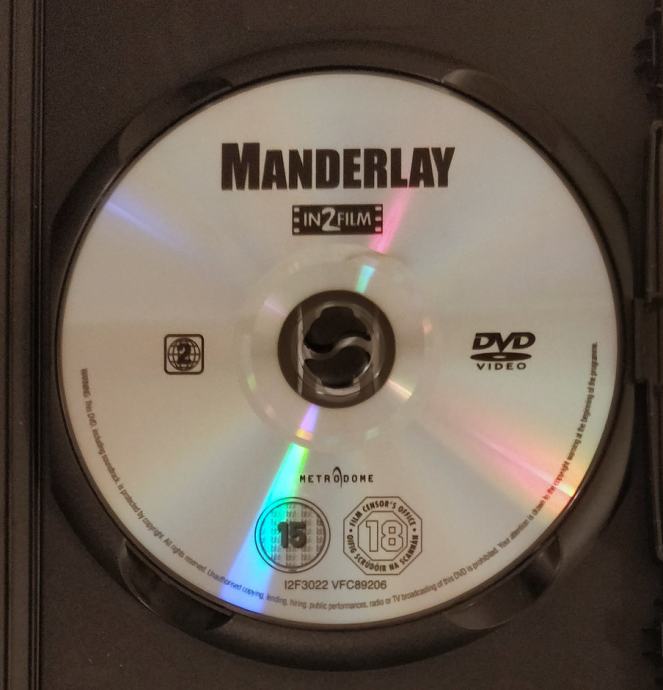 MANDERLAY
IN2FILM
2
DVD
VIDEO
METRODOME
15
FILM CENSOR'S OFFICE
18
OIFIG SCRÚDÓIR NA SCANNÁN
I2F3022 VFC89206
WARNING: This DVD, including soundtrack, is protected by copyright. All rights reserved. Unauthorised copying, lending, hiring, public performances, radio or TV broadcasting of this DVD is prohibited. Your attention is drawn to the copyright warning at the beginning of the programme.